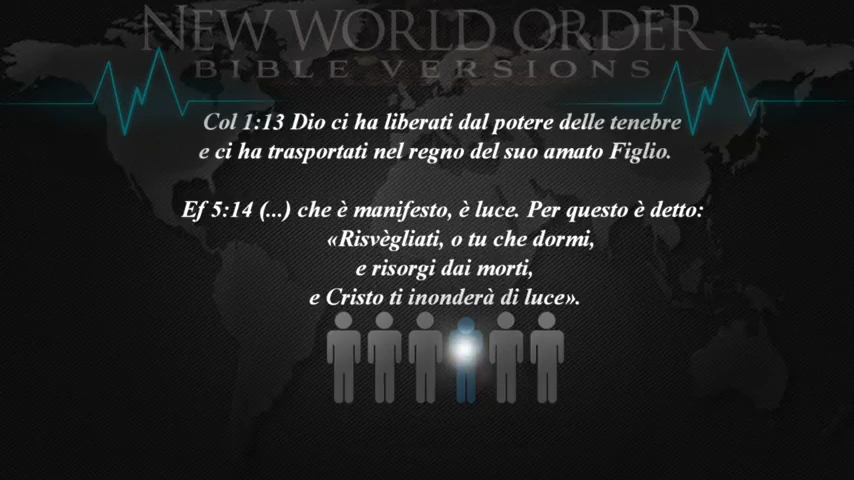 NEW WORLD ORDER
BIBLE VERSIONS
Col 1:13 Dio ci ha liberati dal potere delle tenebre
e ci ha trasportati nel regno del suo amato Figlio.
Ef 5:14 (...) che è manifesto, è luce. Per questo è detto:
«Risvègliati, o tu che dormi,
e risorgi dai morti,
e Cristo ti inonderà di luce».